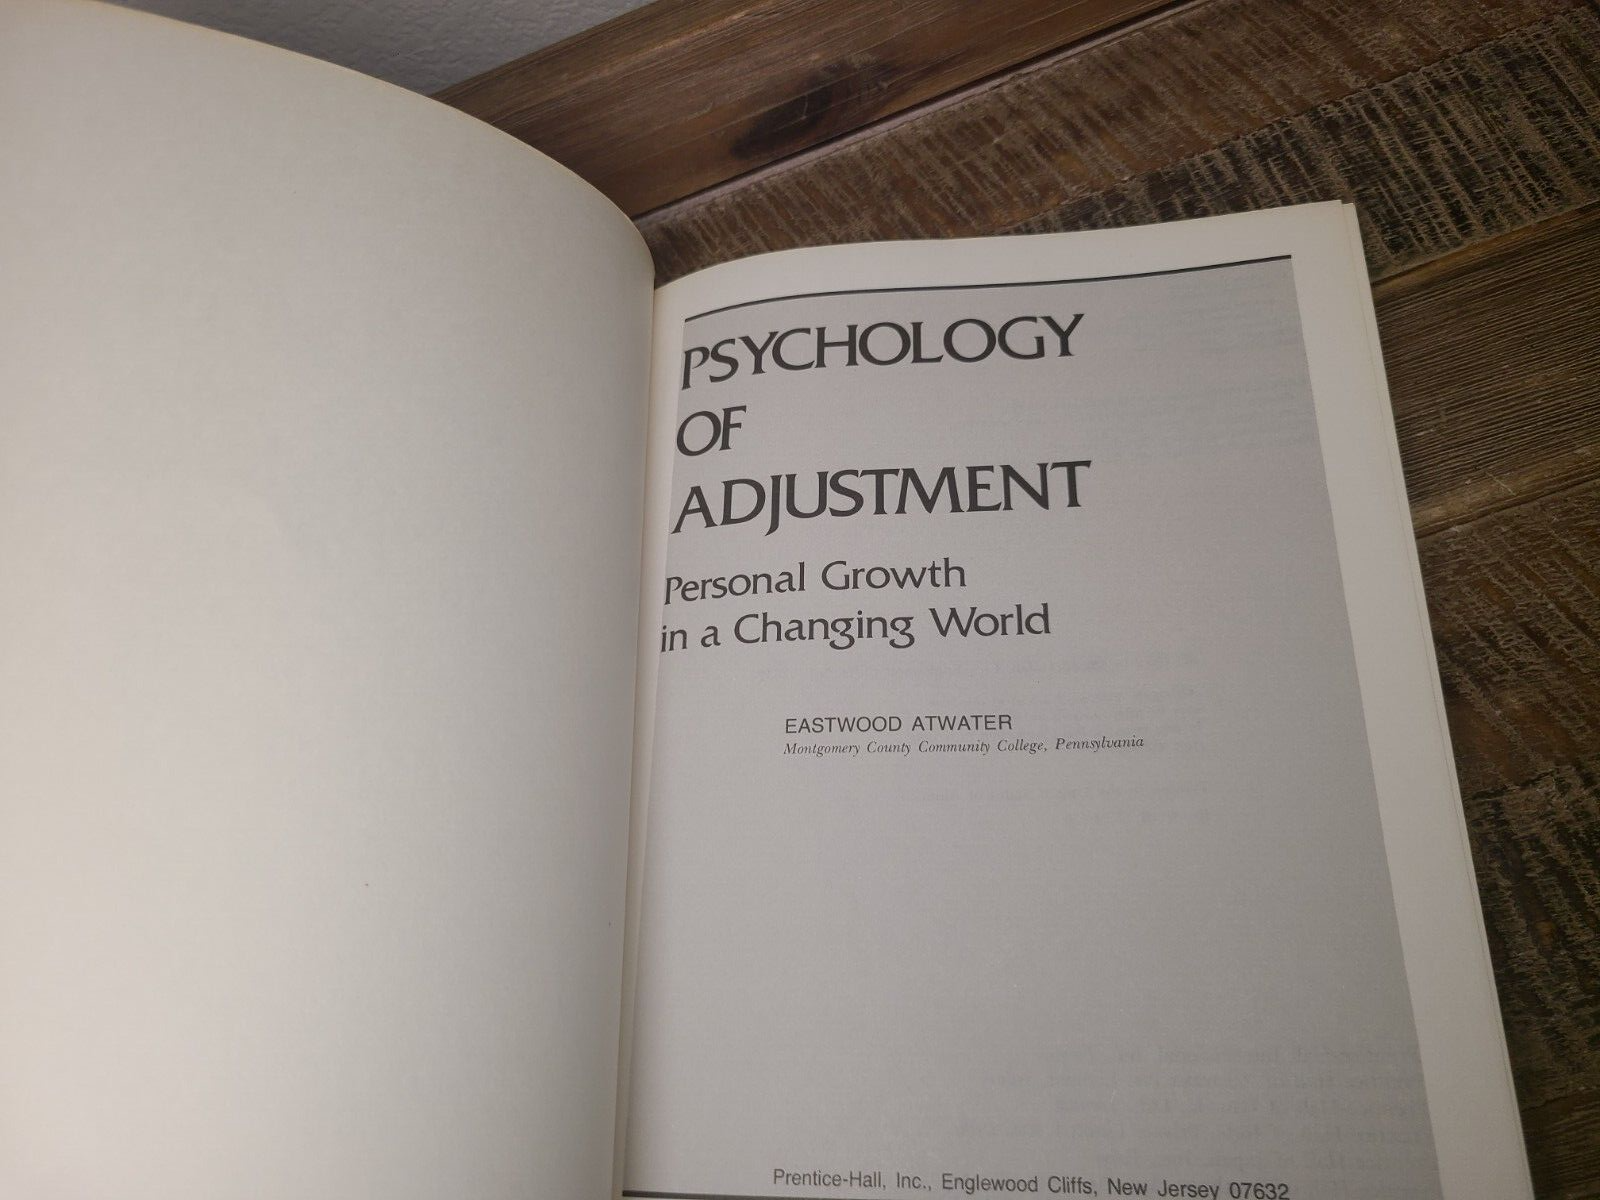 PSYCHOLOGY
OF
ADJUSTMENT
Personal Growth
in a Changing World
EASTWOOD ATWATER
Montgomery County Community College, Pennsylvania
Prentice-Hall, Inc., Englewood Cliffs, New Jersey 07632